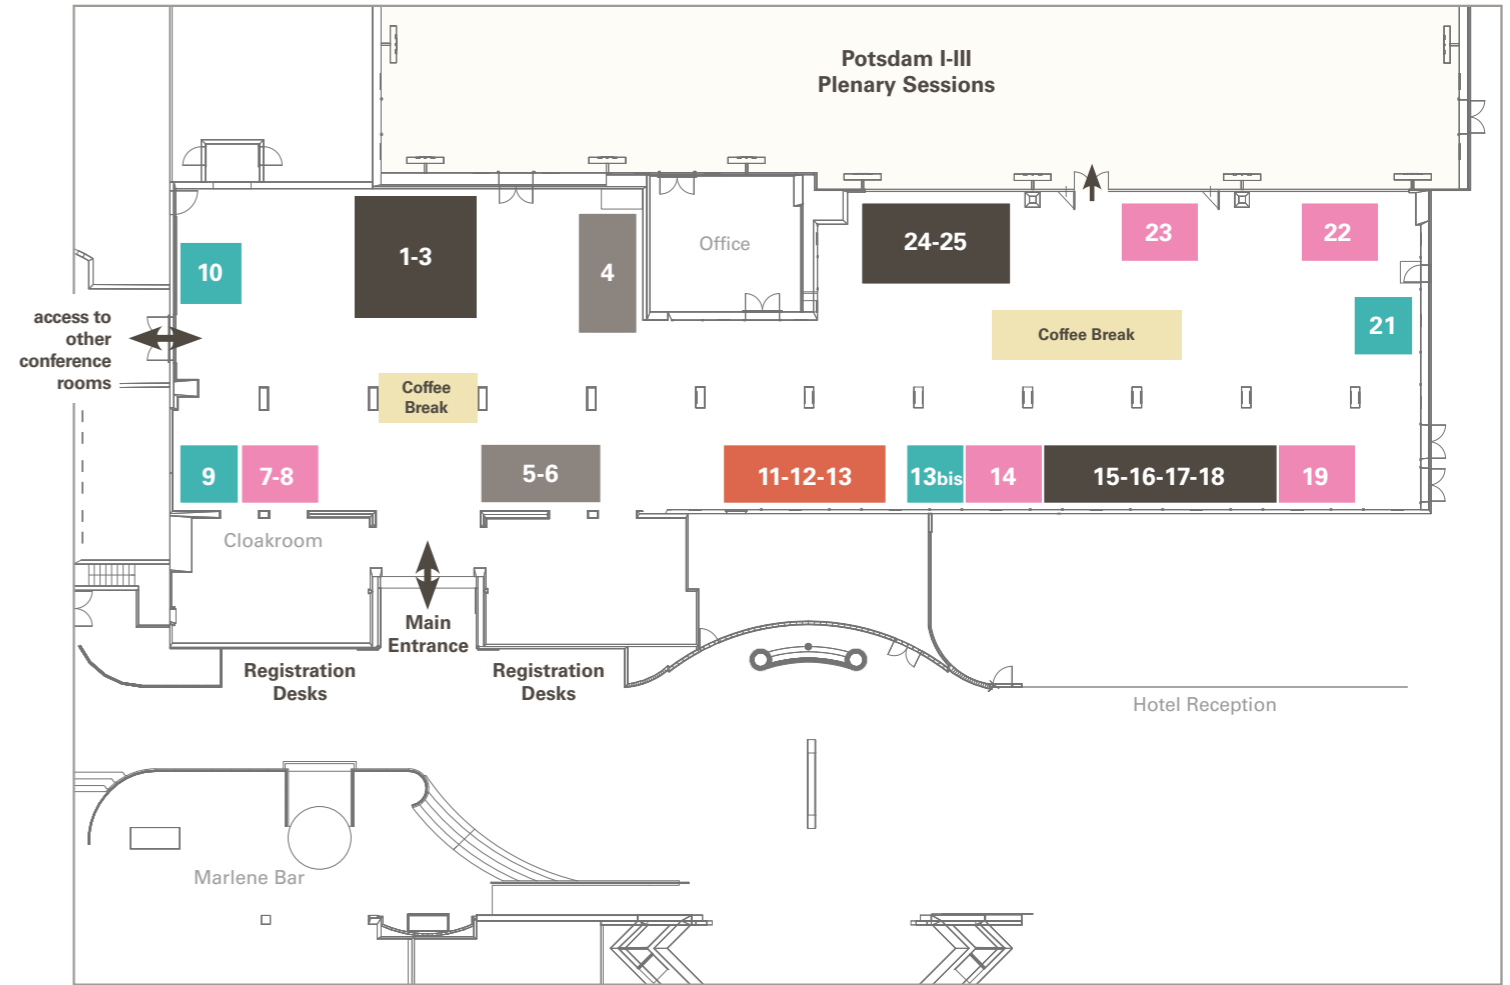 Potsdam I-III
Plenary Sessions
1-3
4
Office
24-25
23
22
10
21
access to
other
conference
rooms
Coffee Break
Coffee
Break
9
7-8
5-6
11-12-13
13bis
14
15-16-17-18
19
Cloakroom
Main
Entrance
Registration
Desks
Registration
Desks
Hotel Reception
Marlene Bar